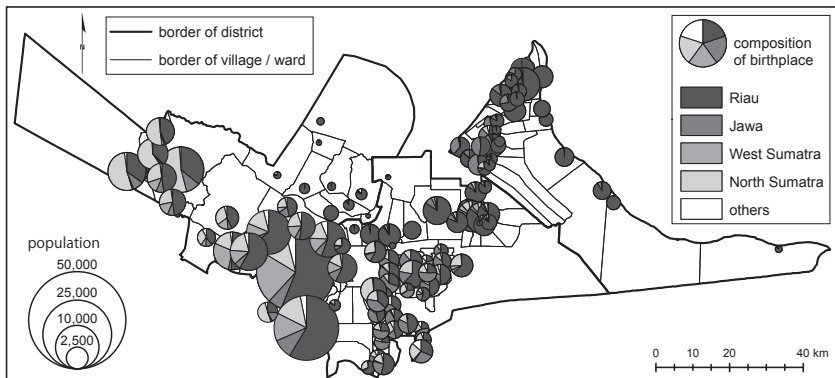 N
border of district
border of village / ward
composition
of birthplace
Riau
Jawa
West Sumatra
North Sumatra
others
population
50,000
25,000
10,000
2,500
0 10 20 40 km